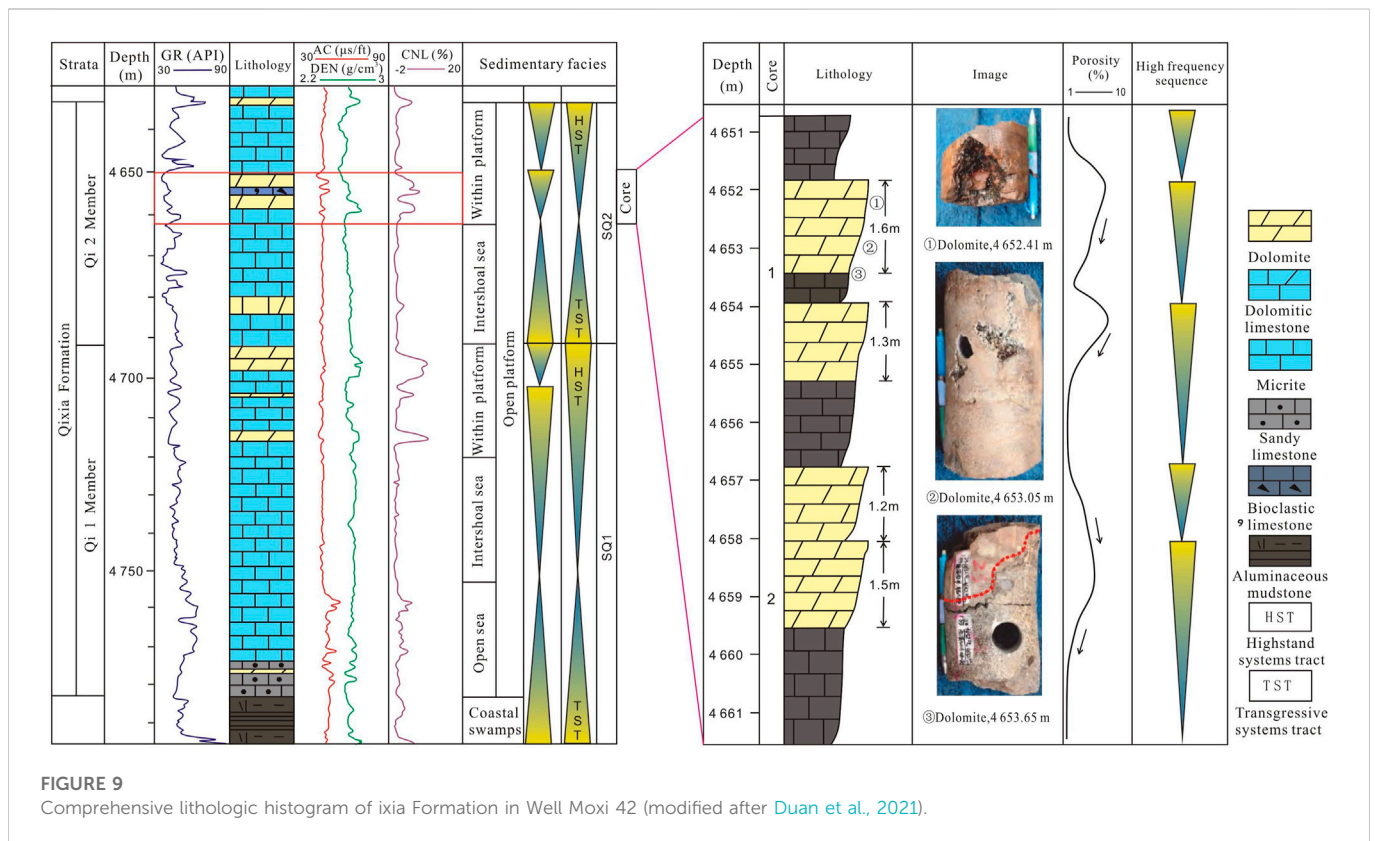 Strata
Depth
(m)
GR (API)
30 90
Lithology
AC (μs/ft)
30 90
DEN (g/cm³)
2.2 3
CNL (%)
-2 20
Sedimentary facies
Qixia Formation
Qi 2 Member
Qi 1 Member
4 650
4 700
4 750
Within platform
Intershoal sea
Within platform
Intershoal sea
Open sea
Coastal
swamps
Open platform
HST
TST
HST
TST
SQ2
SQ1
Core
Depth
(m)
Core
Lithology
Image
Porosity
(%)
1 10
High frequency
sequence
4 651
4 652
4 653
4 654
4 655
4 656
4 657
4 658
4 659
4 660
4 661
1
2
①
1.6m
②
③
1.3m
1.2m
1.5m
①Dolomite,4 652.41 m
②Dolomite,4 653.05 m
③Dolomite,4 653.65 m
Dolomite
Dolomitic
limestone
Micrite
Sandy
limestone
Bioclastic
9 limestone
Aluminaceous
mudstone
HST
Highstand
systems tract
TST
Transgressive
systems tract
FIGURE 9
Comprehensive lithologic histogram of ixia Formation in Well Moxi 42 (modified after Duan et al., 2021).